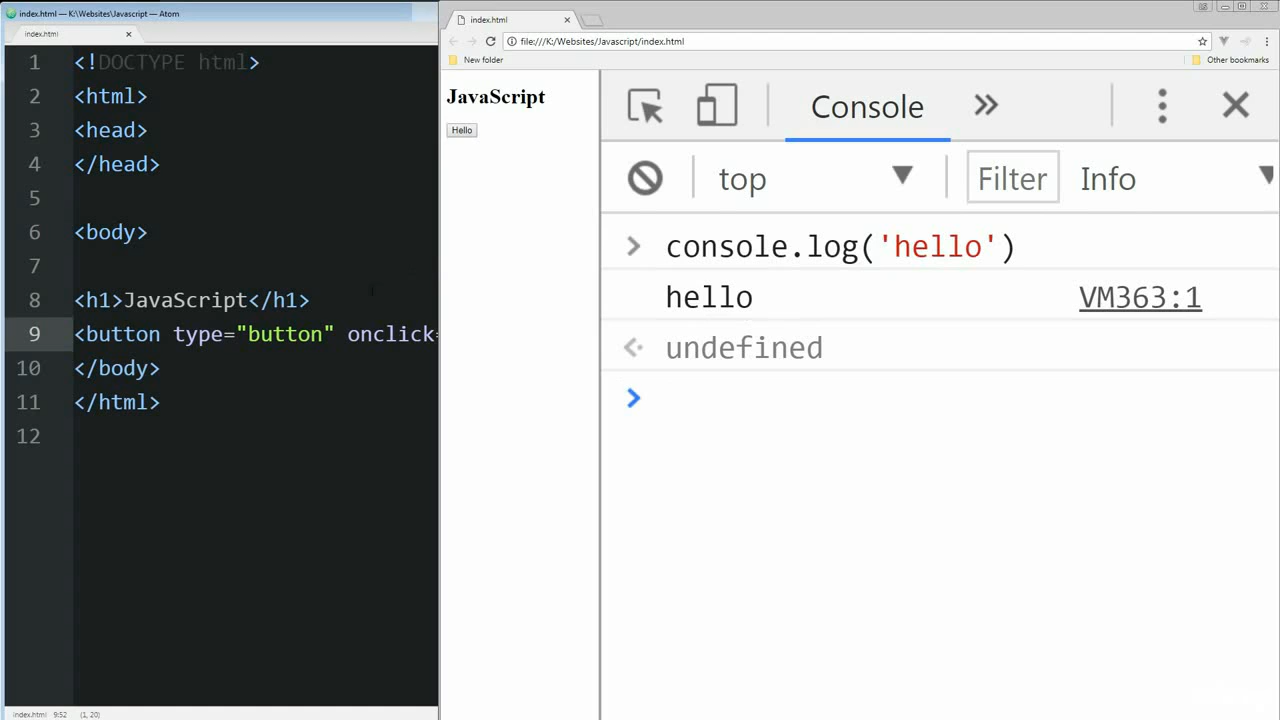 index.html — K:\Websites\Javascript — Atom
index.html
1 <!DOCTYPE html>
2 <html>
3 <head>
4 </head>
5
6 <body>
7
8 <h1>JavaScript</h1>
9 <button type="button" onclick=
10 </body>
11 </html>
12
index.html 9:52 (1, 20)
index.html
file:///K:/Websites/Javascript/index.html
New folder
Other bookmarks
JavaScript
Hello
Console
top
Filter
Info
console.log('hello')
hello
VM363:1
undefined